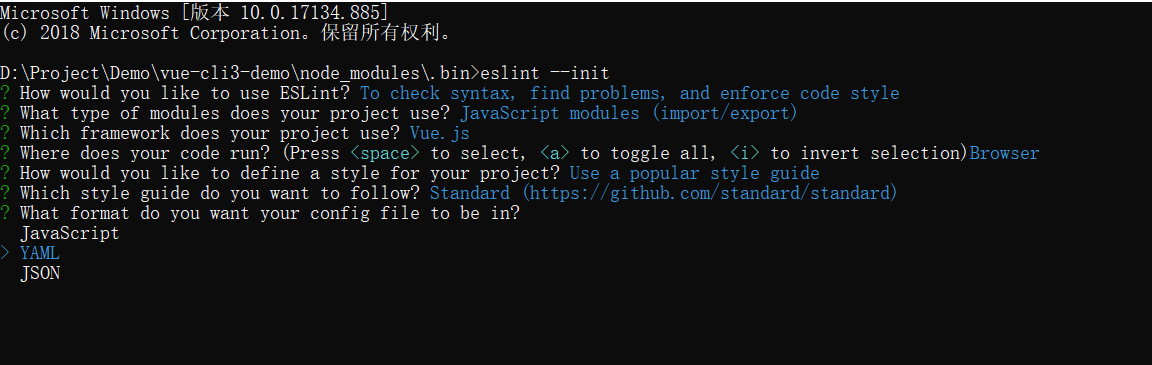 Microsoft Windows [版本 10.0.17134.885]
(c) 2018 Microsoft Corporation。保留所有权利。
D:\Project\Demo\vue-cli3-demo\node_modules\.bin>eslint --init
? How would you like to use ESLint? To check syntax, find problems, and enforce code style
? What type of modules does your project use? JavaScript modules (import/export)
? Which framework does your project use? Vue.js
? Where does your code run? (Press <space> to select, <a> to toggle all, <i> to invert selection)Browser
? How would you like to define a style for your project? Use a popular style guide
? Which style guide do you want to follow? Standard (https://github.com/standard/standard)
? What format do you want your config file to be in?
JavaScript
> YAML
JSON